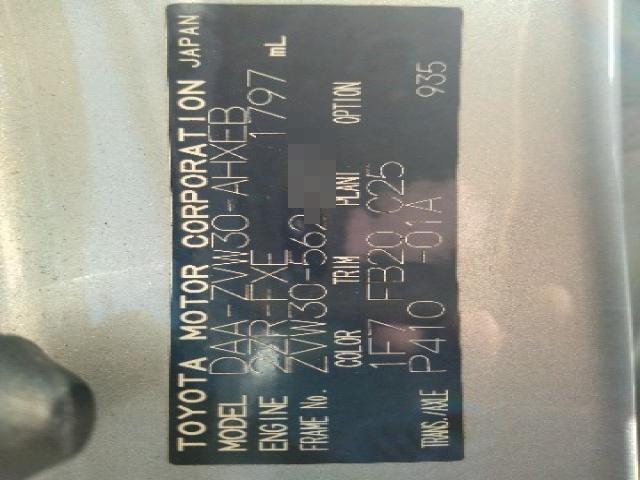 TOYOTA MOTOR CORPORATION JAPAN
MODEL DAA-ZVW30-AHXEB
ENGINE 2ZR-FXE 1797 mL
FRAME No. ZVW30-562
COLOR TRIM PLANT OPTION
1F7 FB20 C25
TRANS./AXLE P410 -01A 935